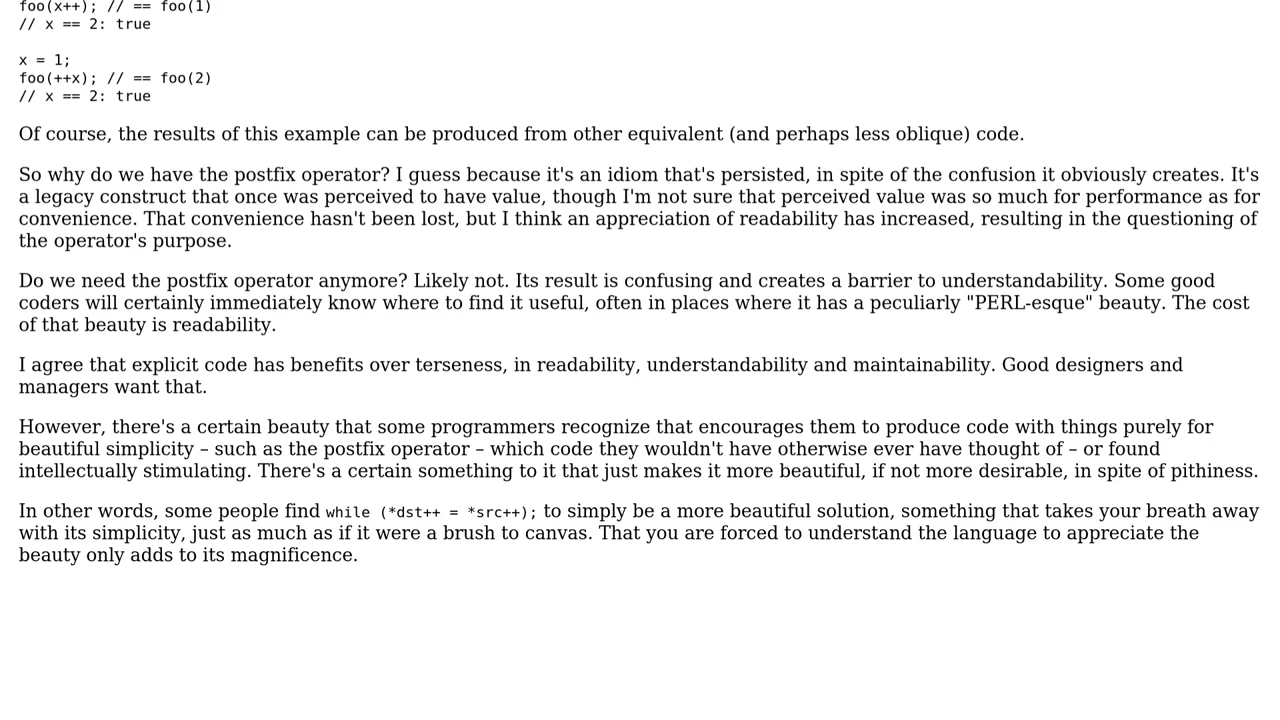 foo(x++); // == foo(1)
// x == 2: true
x = 1;
foo(++x); // == foo(2)
// x == 2: true
Of course, the results of this example can be produced from other equivalent (and perhaps less oblique) code.
So why do we have the postfix operator? I guess because it's an idiom that's persisted, in spite of the confusion it obviously creates. It's
a legacy construct that once was perceived to have value, though I'm not sure that perceived value was so much for performance as for
convenience. That convenience hasn't been lost, but I think an appreciation of readability has increased, resulting in the questioning of
the operator's purpose.
Do we need the postfix operator anymore? Likely not. Its result is confusing and creates a barrier to understandability. Some good
coders will certainly immediately know where to find it useful, often in places where it has a peculiarly "PERL-esque" beauty. The cost
of that beauty is readability.
I agree that explicit code has benefits over terseness, in readability, understandability and maintainability. Good designers and
managers want that.
However, there's a certain beauty that some programmers recognize that encourages them to produce code with things purely for
beautiful simplicity – such as the postfix operator – which code they wouldn't have otherwise ever have thought of – or found
intellectually stimulating. There's a certain something to it that just makes it more beautiful, if not more desirable, in spite of pithiness.
In other words, some people find while (*dst++ = *src++); to simply be a more beautiful solution, something that takes your breath away
with its simplicity, just as much as if it were a brush to canvas. That you are forced to understand the language to appreciate the
beauty only adds to its magnificence.